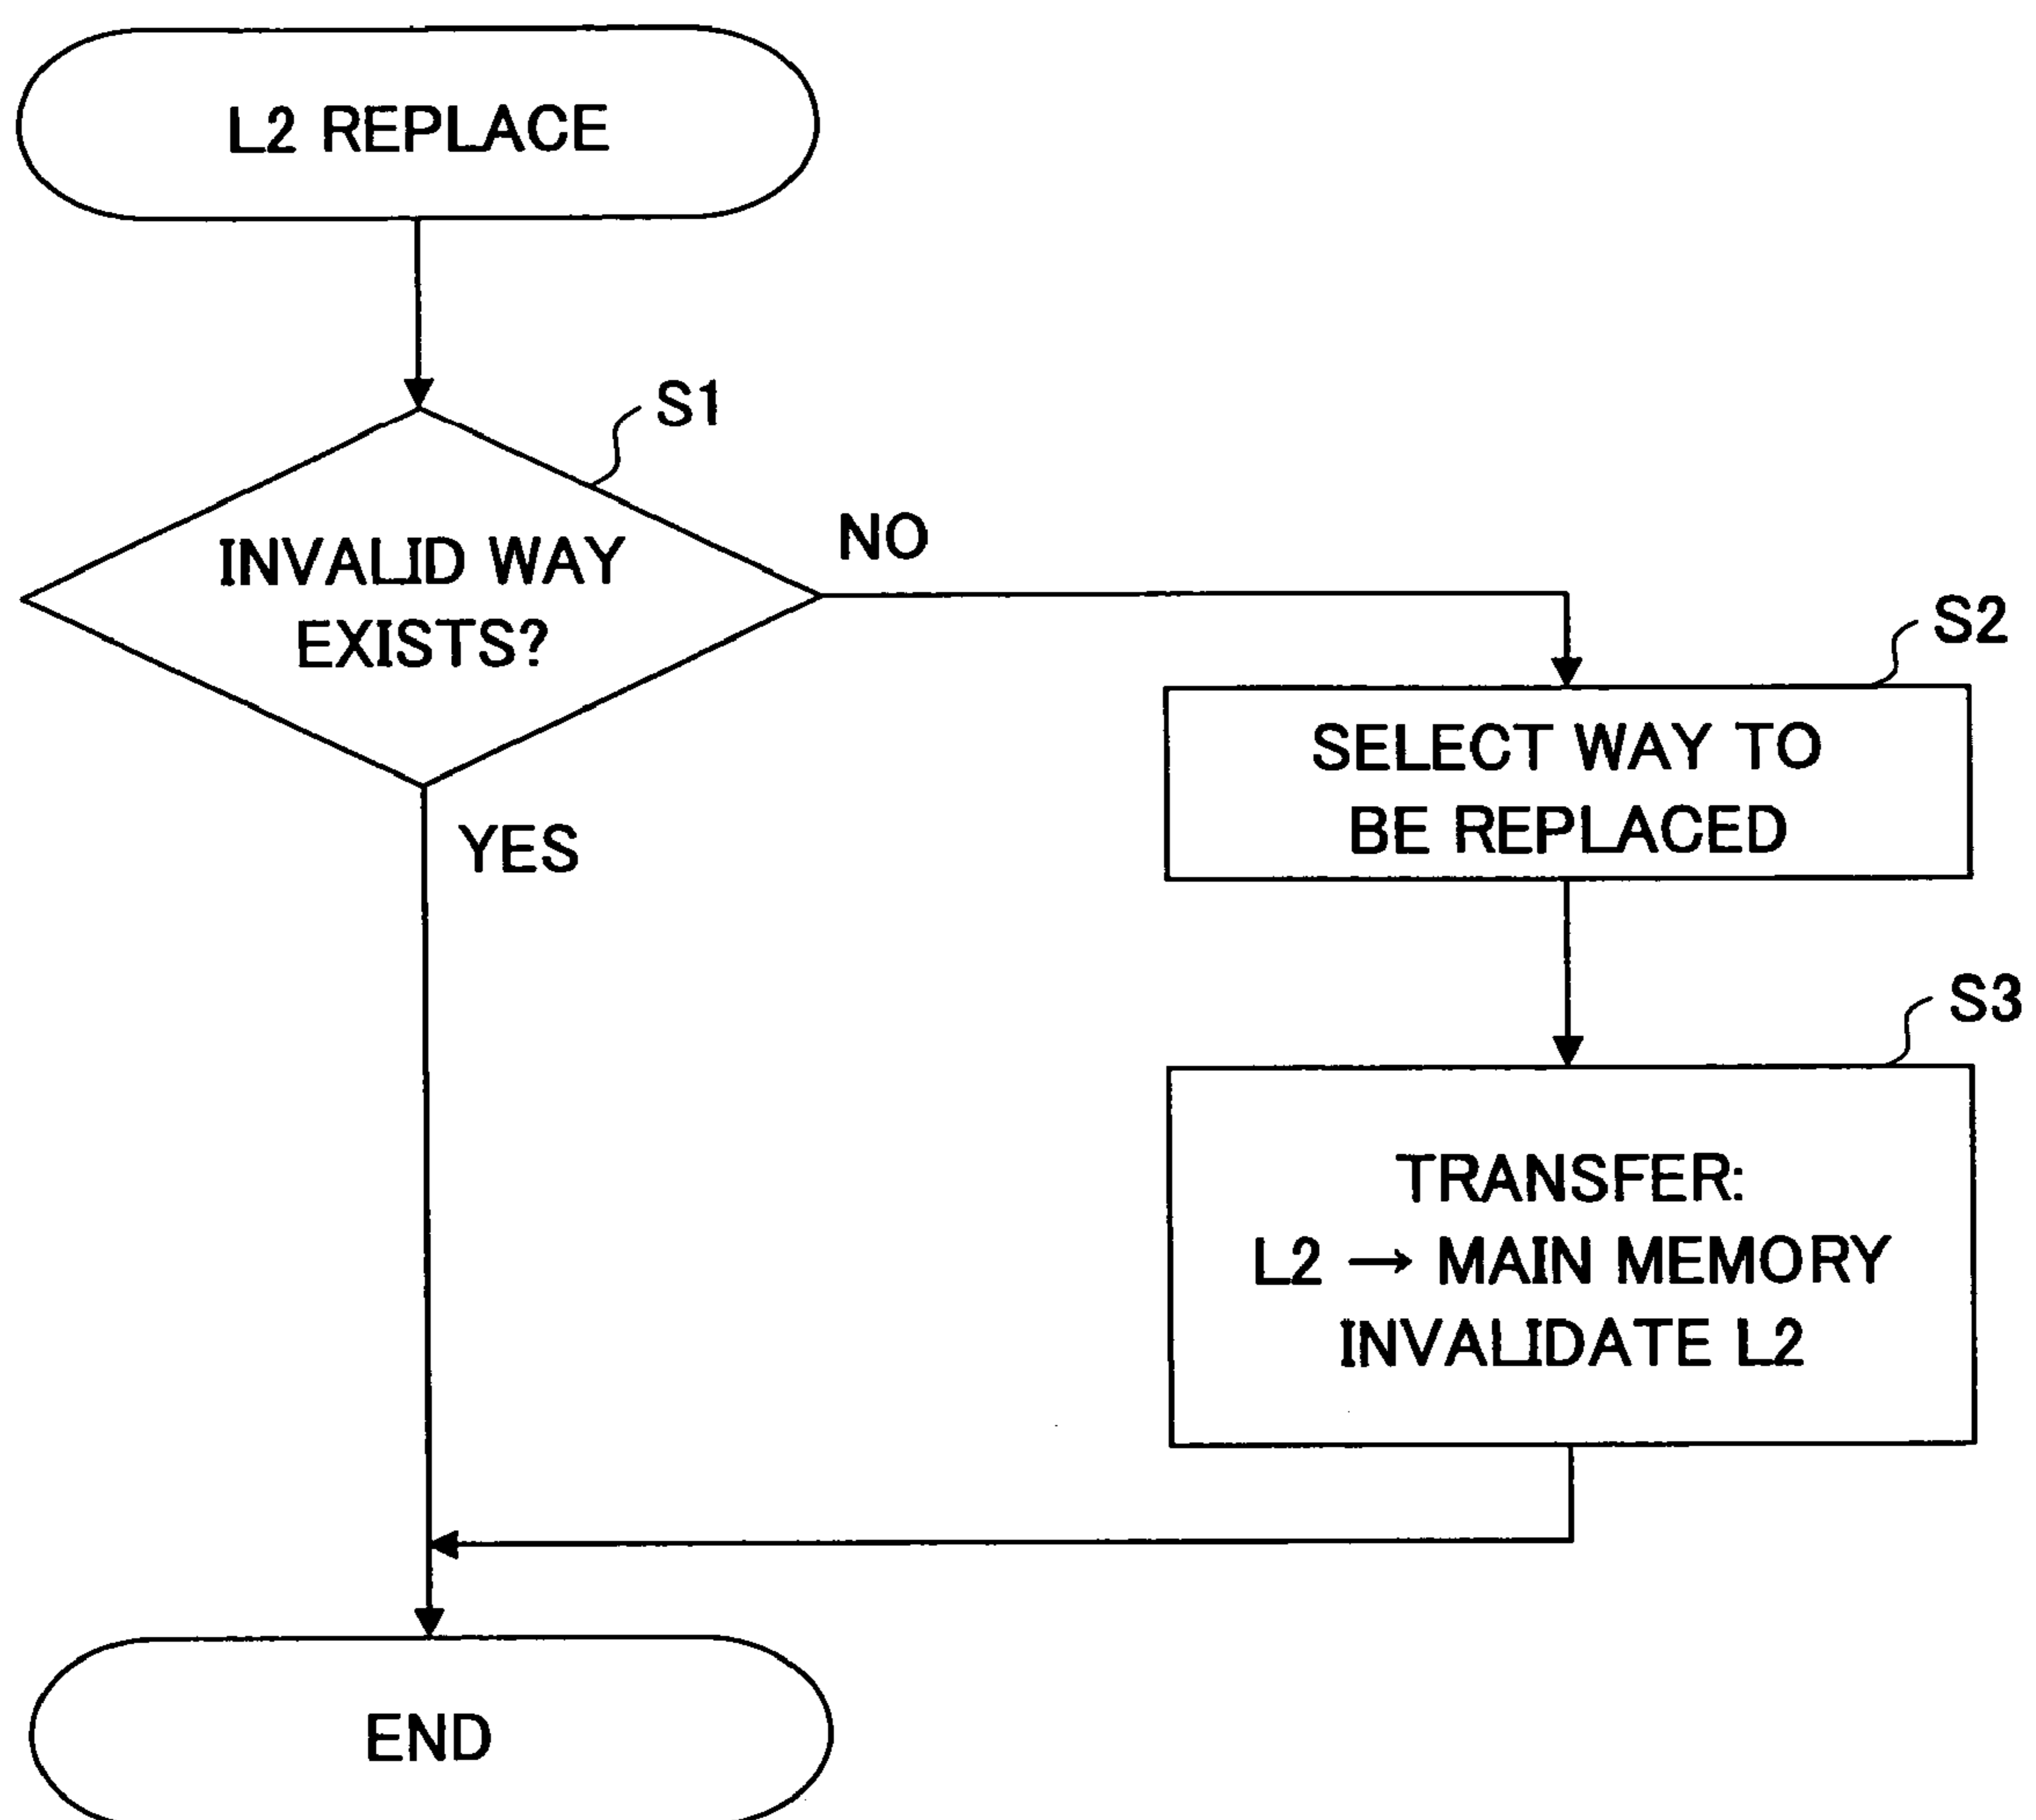 L2 REPLACE
S1
INVALID WAY
EXISTS?
NO
YES
S2
SELECT WAY TO
BE REPLACED
S3
TRANSFER:
L2 → MAIN MEMORY
INVALIDATE L2
END